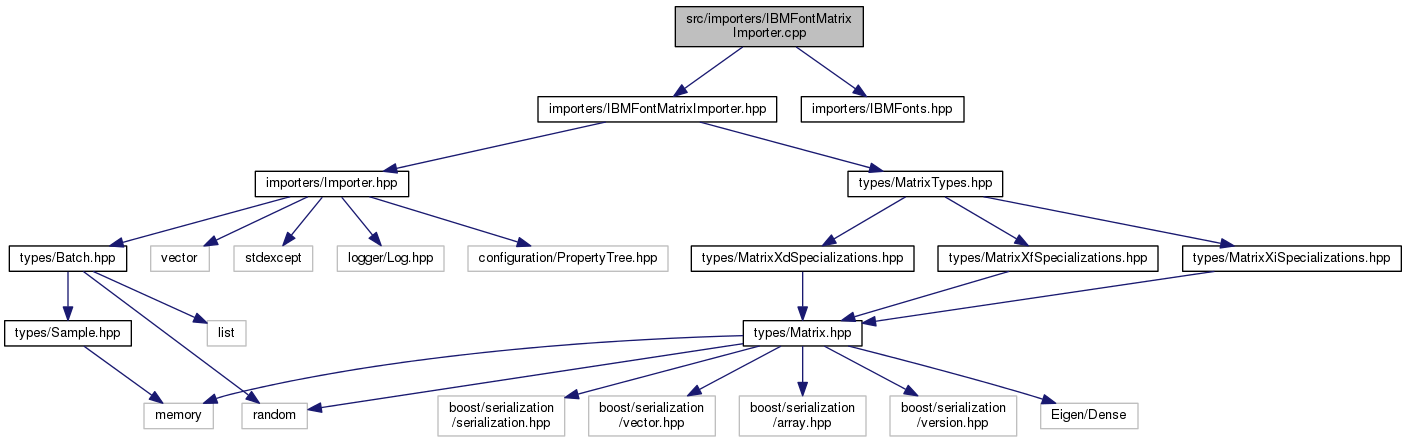 src/importers/IBMFontMatrix
Importer.cpp
importers/IBMFontMatrixImporter.hpp
importers/IBMFonts.hpp
importers/Importer.hpp
types/MatrixTypes.hpp
types/Batch.hpp
vector
stdexcept
logger/Log.hpp
configuration/PropertyTree.hpp
types/MatrixXdSpecializations.hpp
types/MatrixXfSpecializations.hpp
types/MatrixXiSpecializations.hpp
types/Sample.hpp
list
types/Matrix.hpp
memory
random
boost/serialization
/serialization.hpp
boost/serialization
/vector.hpp
boost/serialization
/array.hpp
boost/serialization
/version.hpp
Eigen/Dense